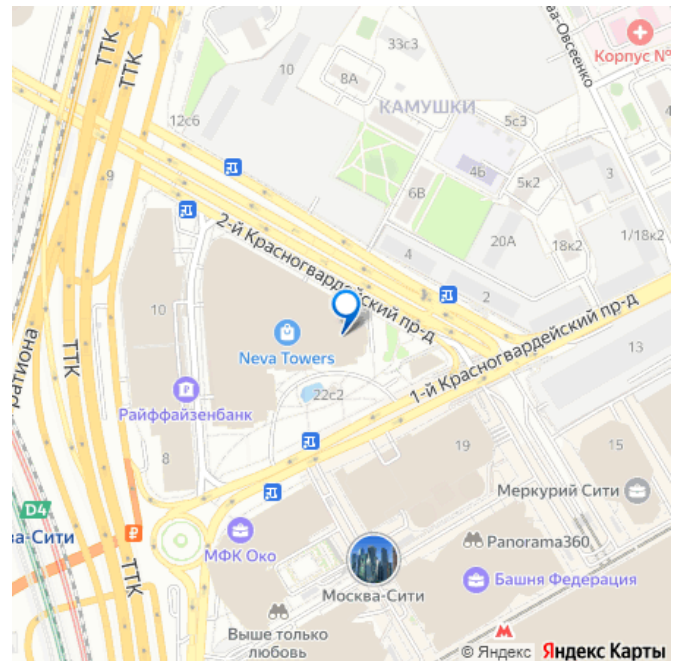 ТТК
ТТК
33с3
10
8А
КАМУШКИ
ва-Овсеенко
Корпус №
12с6
5с3
4Б
5к2
3
9
6В
4
20А
18к2
1/18к2
2-й Красногвардейский пр-д
2
10
Neva Towers
1-й Красногвардейский пр-д
13
ратиона
ТТК
Райффайзенбанк
22с2
8
19
15
Меркурий Сити
D4
ва-Сити
₽
МФК Око
Panorama360
Башня Федерация
Москва-Сити
ТТК
Выше только
любовь
© Яндекс Яндекс Карты